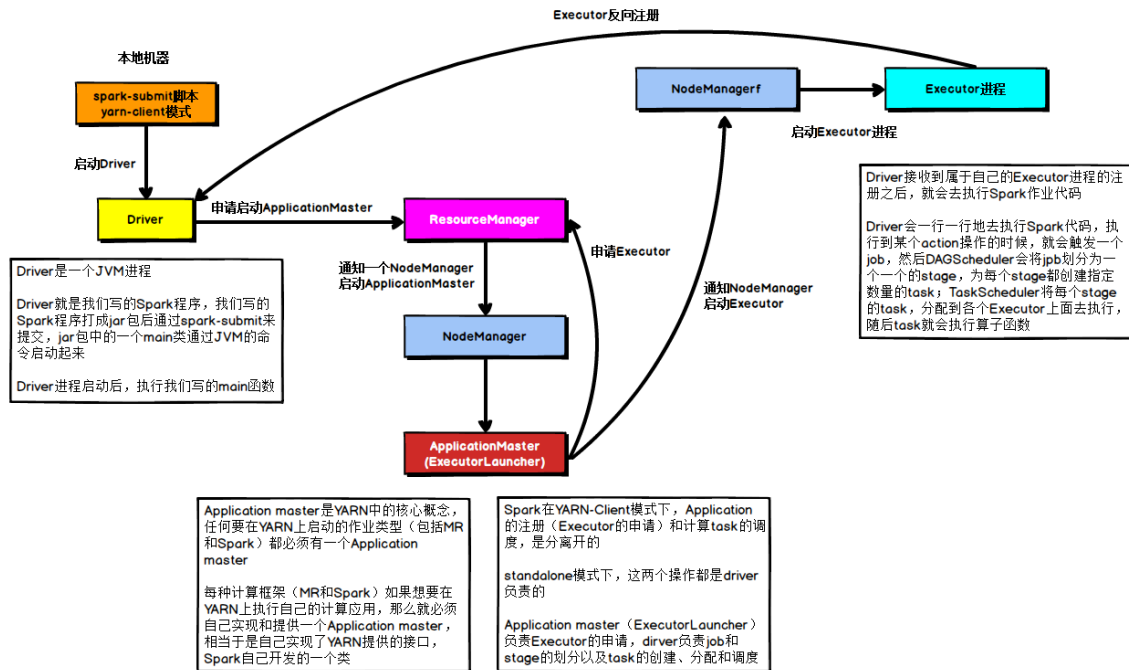 Executor反向注册
本地机器
spark-submit脚本
yarn-client模式
NodeManagerf
Executor进程
启动Executor进程
启动Driver
Driver
申请启动ApplicationMaster
ResourceManager
通知一个NodeManager
启动ApplicationMaster
申请Executor
通知NodeManager
启动Executor
NodeManager
ApplicationMaster
(ExecutorLauncher)
Driver是一个JVM进程
Driver就是我们写的Spark程序，我们写的
Spark程序打成jar包后通过spark-submit来
提交，jar包中的一个main类通过JVM的命
令启动起来
Driver进程启动后，执行我们写的main函数
Driver接收到属于自己的Executor进程的注
册之后，就会去执行Spark作业代码
Driver会一行一行地去执行Spark代码，执
行到某个action操作的时候，就会触发一个
job，然后DAGScheduler会将jpb划分为一
个一个的stage，为每个stage都创建指定
数量的task；TaskScheduler将每个stage
的task，分配到各个Executor上面去执行，
随后task就会执行算子函数
Application master是YARN中的核心概念，
任何要在YARN上启动的作业类型（包括MR
和Spark）都必须有一个Application
master
每种计算框架（MR和Spark）如果想要在
YARN上执行自己的计算应用，那么就必须
自己实现和提供一个Application master，
相当于是自己实现了YARN提供的接口，
Spark自己开发的一个类
Spark在YARN-Client模式下，Application
的注册（Executor的申请）和计算task的调
度，是分离开的
standalone模式下，这两个操作都是driver
负责的
Application master（ExecutorLauncher）
负责Executor的申请，dirver负责job和
stage的划分以及task的创建、分配和调度